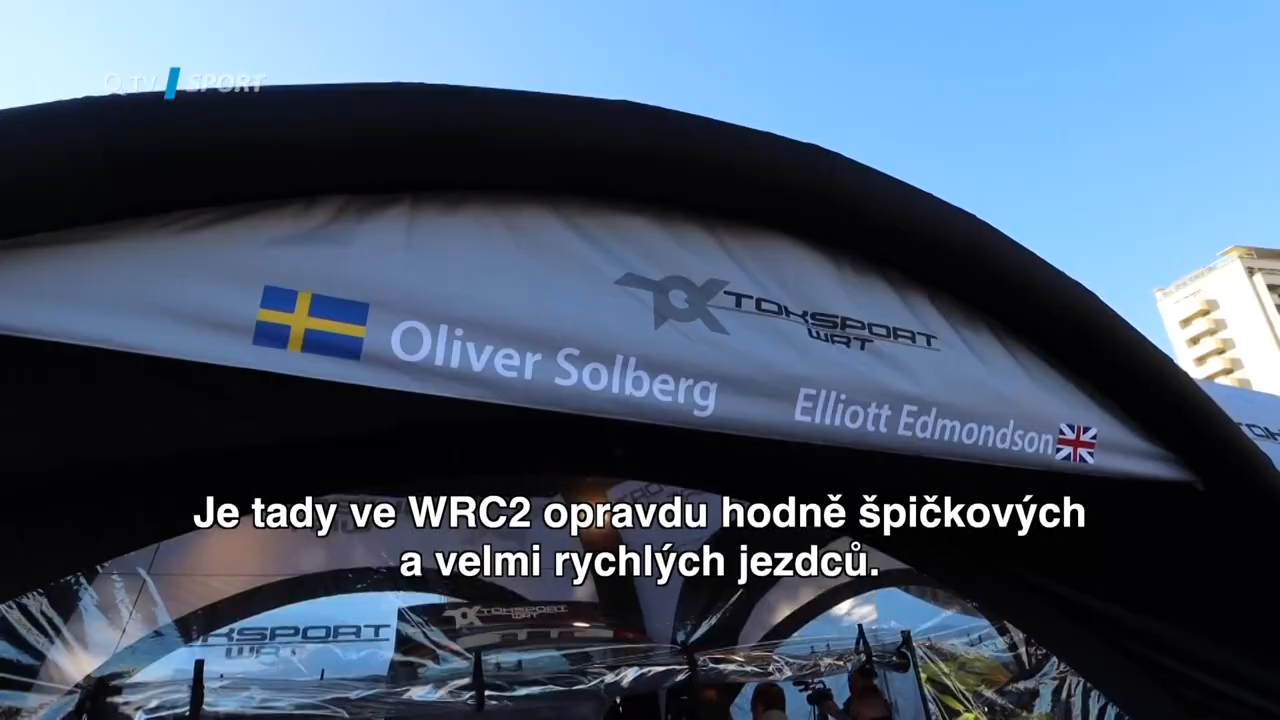 Q TV SPORT
TOKSPORT
WRT
Oliver Solberg
Elliott Edmondson
Je tady ve WRC2 opravdu hodně špičkových
a velmi rychlých jezdců.
TOKSPORT
WRT
KSPORT
WRT